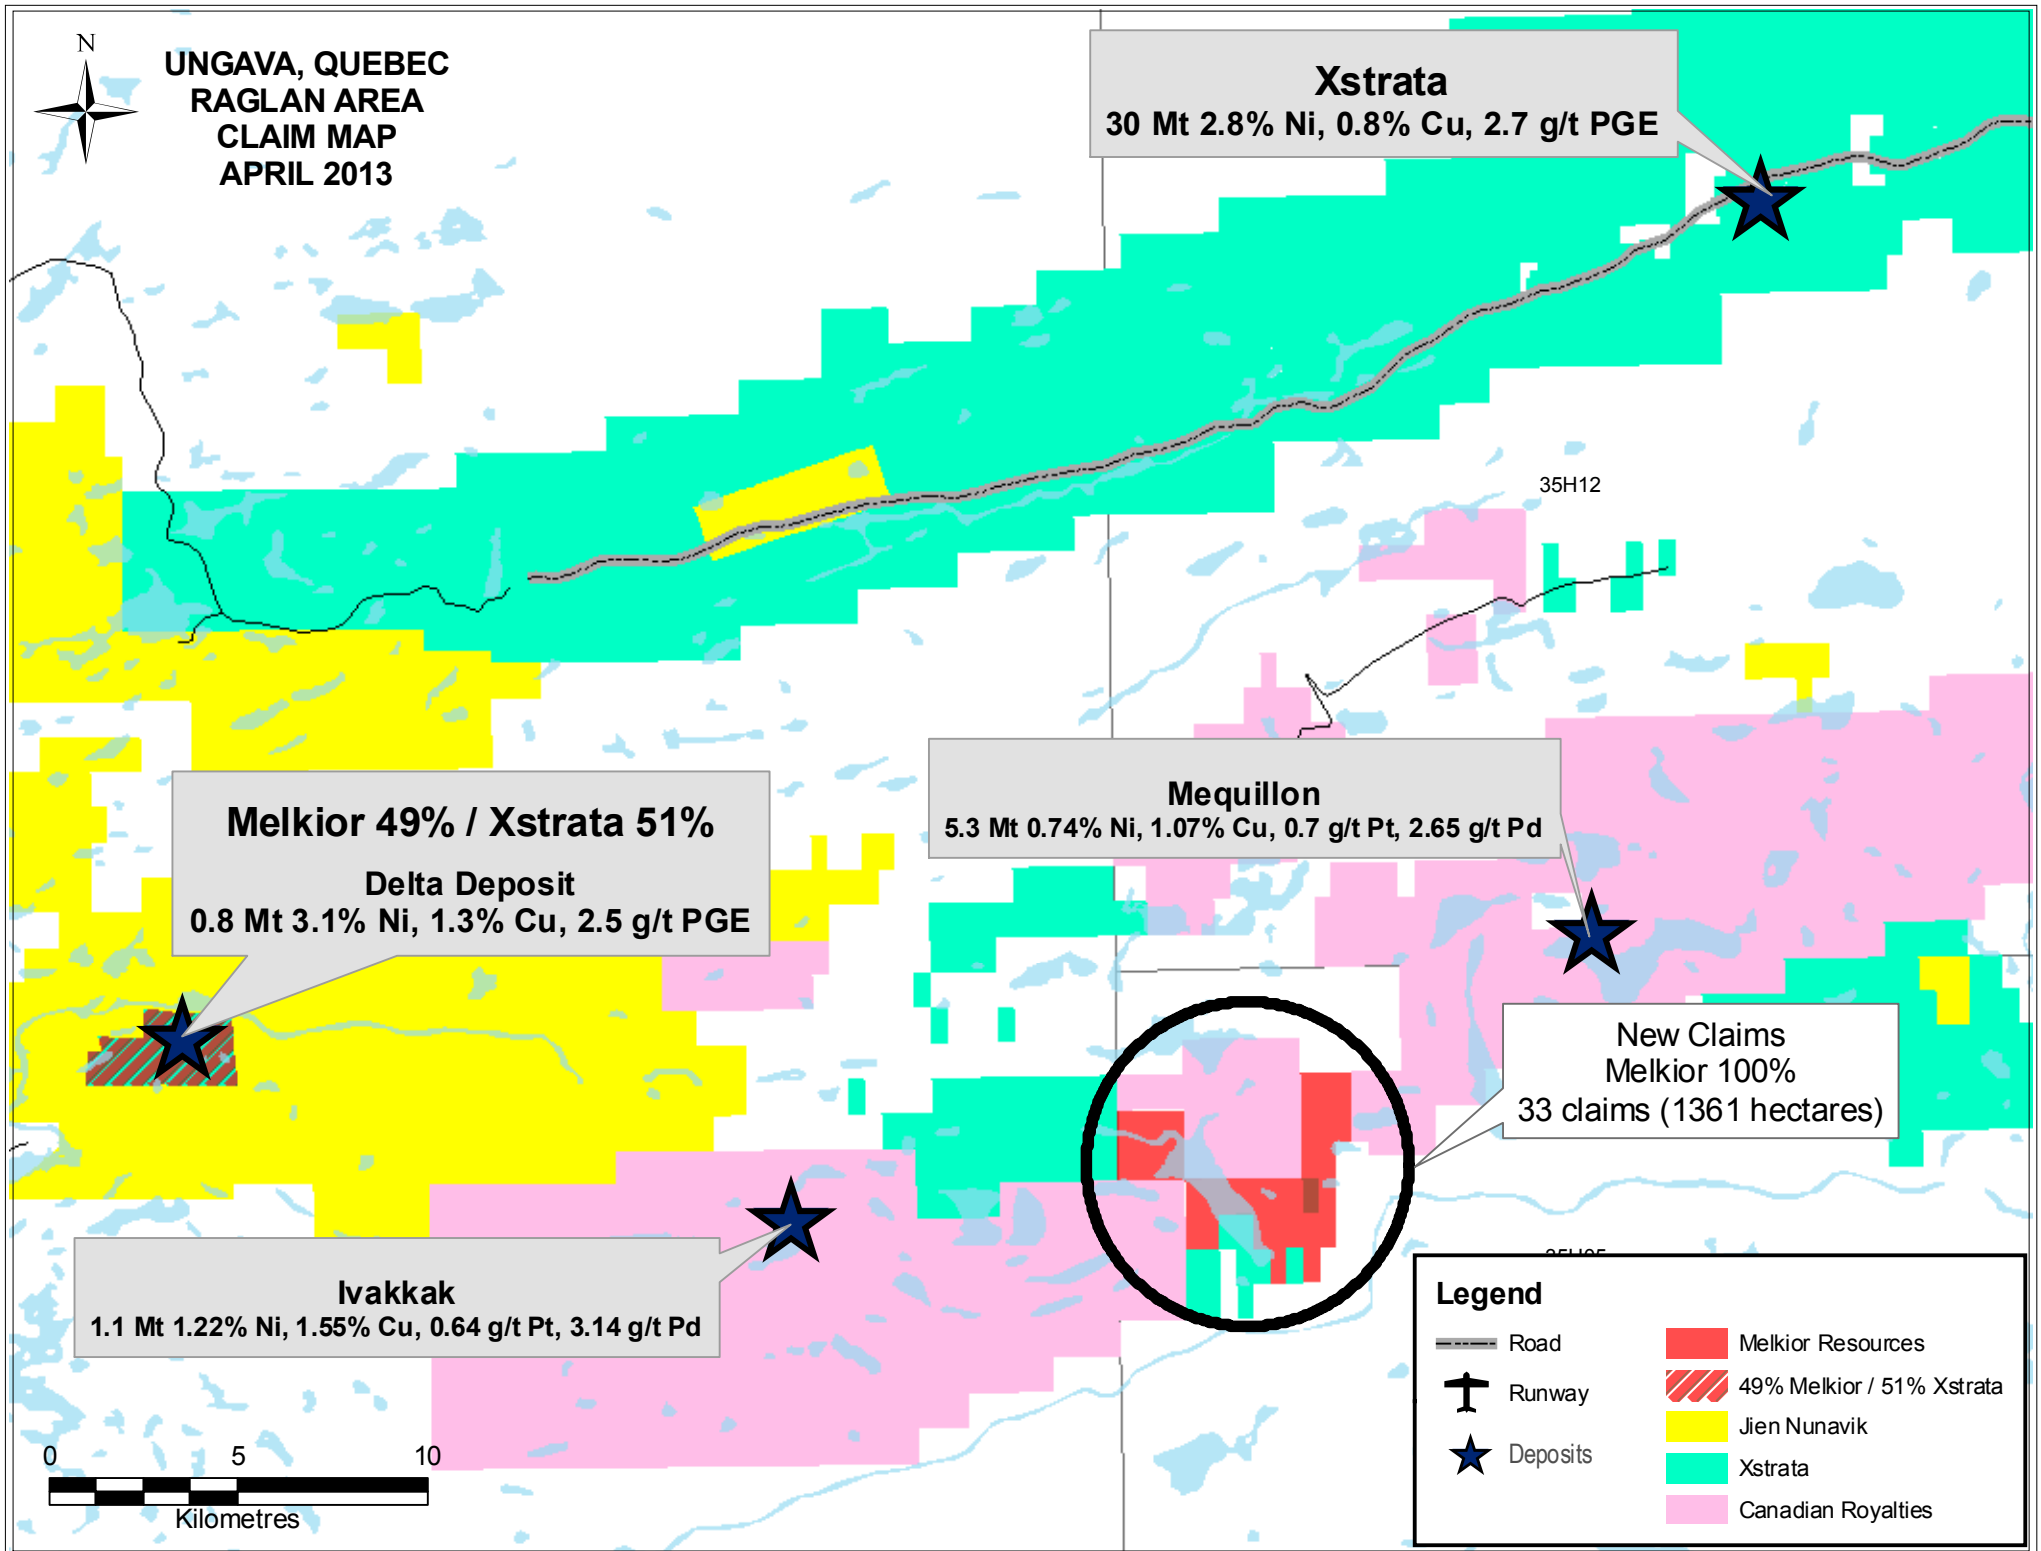 N
UNGAVA, QUEBEC
RAGLAN AREA
CLAIM MAP
APRIL 2013
Xstrata
30 Mt 2.8% Ni, 0.8% Cu, 2.7 g/t PGE
35H12
Mequillon
5.3 Mt 0.74% Ni, 1.07% Cu, 0.7 g/t Pt, 2.65 g/t Pd
Melkior 49% / Xstrata 51%
Delta Deposit
0.8 Mt 3.1% Ni, 1.3% Cu, 2.5 g/t PGE
New Claims
Melkior 100%
33 claims (1361 hectares)
Ivakkak
1.1 Mt 1.22% Ni, 1.55% Cu, 0.64 g/t Pt, 3.14 g/t Pd
Legend
Road
Runway
Deposits
Melkior Resources
49% Melkior / 51% Xstrata
Jien Nunavik
Xstrata
Canadian Royalties
0 5 10
Kilometres